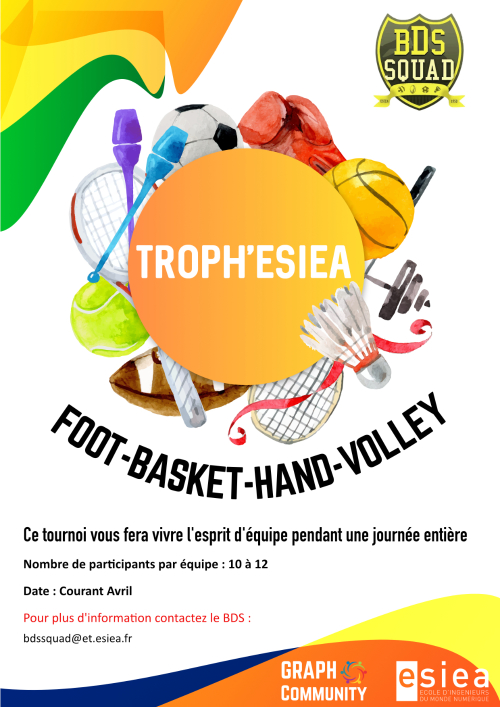 BDS
SQUAD
TROPH'ESIEA
FOOT-BASKET-HAND-VOLLEY
Ce tournoi vous fera vivre l'esprit d'équipe pendant une journée entière
Nombre de participants par équipe : 10 à 12
Date : Courant Avril
Pour plus d'information contactez le BDS :
bdssquad@et.esiea.fr
GRAPH
COMMUNITY
esiea
ECOLE D'INGENIEURS
DU MONDE NUMÉRIQUE